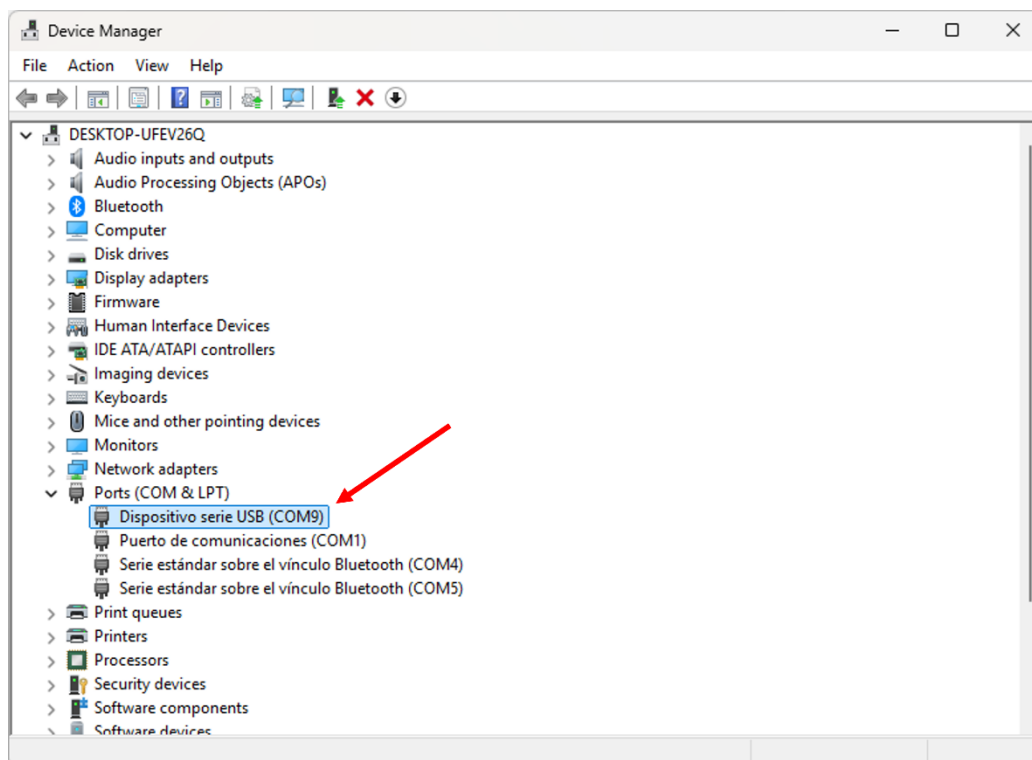 Device Manager
File Action View Help
DESKTOP-UFEV26Q
Audio inputs and outputs
Audio Processing Objects (APOs)
Bluetooth
Computer
Disk drives
Display adapters
Firmware
Human Interface Devices
IDE ATA/ATAPI controllers
Imaging devices
Keyboards
Mice and other pointing devices
Monitors
Network adapters
Ports (COM & LPT)
Dispositivo serie USB (COM9)
Puerto de comunicaciones (COM1)
Serie estándar sobre el vínculo Bluetooth (COM4)
Serie estándar sobre el vínculo Bluetooth (COM5)
Print queues
Printers
Processors
Security devices
Software components
Software devices